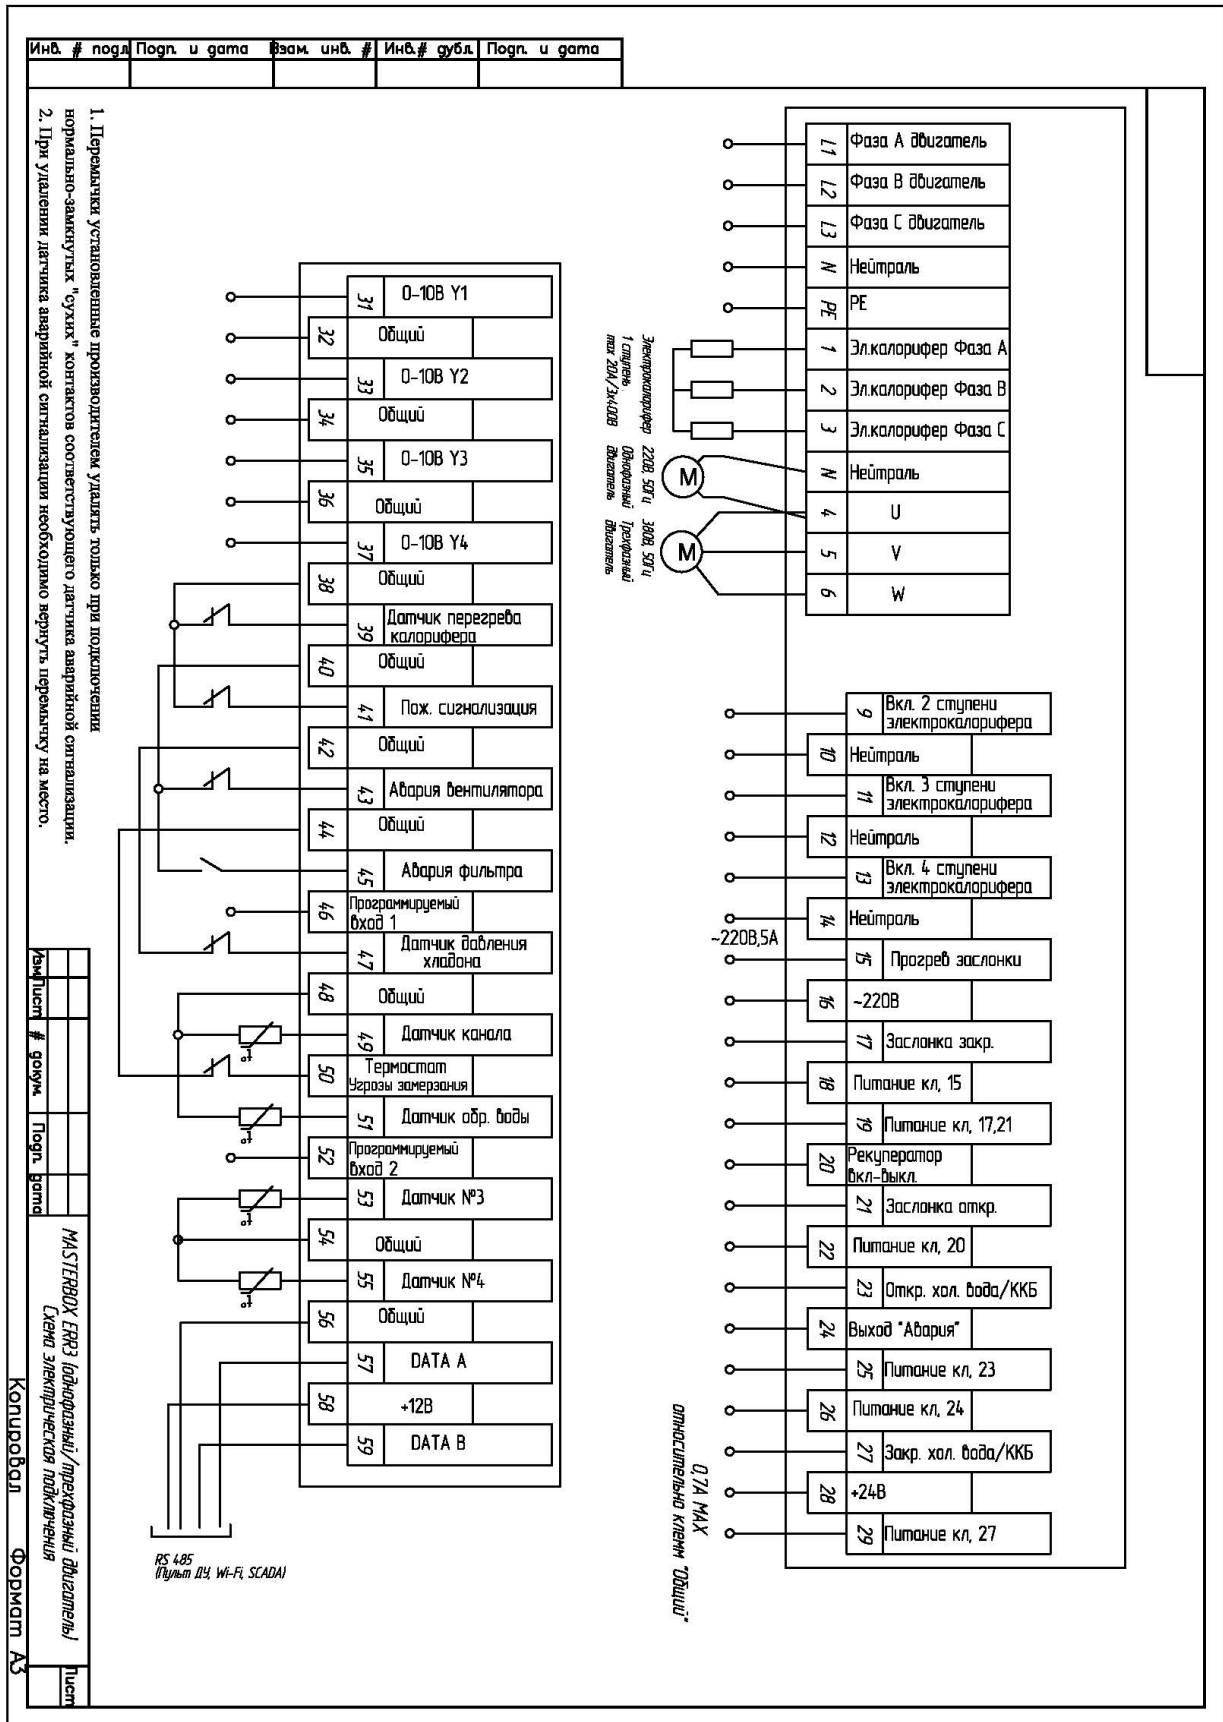 Инв. # подл
Подп. и дата
Взам. инв. #
Инв.# дубл.
Подп. и дата
1. Перемычки установленные производителем удалять только при подключении
нормально-замкнутых "сухих" контактов соответствующего датчика аварийной сигнализации.
2. При удалении датчика аварийной сигнализации необходимо вернуть перемычку на место.
L1 Фаза А двигатель
L2 Фаза В двигатель
L3 Фаза С двигатель
N Нейтраль
PE PE
1 Эл.калорифер Фаза А
2 Эл.калорифер Фаза В
3 Эл.калорифер Фаза С
N Нейтраль
4 U
5 V
6 W
Электрокалорифер
1 ступень
max 20А/3х400В
220В, 50Гц
Однофазный
двигатель
380В, 50Гц
Трехфазный
двигатель
M
M
9 Вкл. 2 ступени
электрокалорифера
10 Нейтраль
11 Вкл. 3 ступени
электрокалорифера
12 Нейтраль
13 Вкл. 4 ступени
электрокалорифера
14 Нейтраль
~220В,5А
15 Прогрев заслонки
16 ~220В
17 Заслонка закр.
18 Питание кл, 15
19 Питание кл, 17,21
20 Рекуператор
вкл-выкл.
21 Заслонка откр.
22 Питание кл, 20
23 Откр. хол. вода/ККБ
24 Выход "Авария"
25 Питание кл, 23
26 Питание кл, 24
27 Закр. хол. вода/ККБ
28 +24В
29 Питание кл, 27
0,7А МАХ
относительно клемм "Общий"
31 0-10В Y1
32 Общий
33 0-10В Y2
34 Общий
35 0-10В Y3
36 Общий
37 0-10В Y4
38 Общий
39 Датчик перегрева
калорифера
40 Общий
41 Пож. сигнализация
42 Общий
43 Авария вентилятора
44 Общий
45 Авария фильтра
46 Программируемый
вход 1
47 Датчик давления
хладона
48 Общий
49 Датчик канала
50 Термостат
Угрозы замерзания
51 Датчик обр. воды
52 Программируемый
вход 2
53 Датчик №3
54 Общий
55 Датчик №4
56 Общий
57 DATA A
58 +12В
59 DATA B
t°
t°
t°
t°
RS 485
(Пульт ДУ, Wi-Fi, SCADA)
Изм
Лист
# докум.
Подп.
дата
MASTERBOX ERR3 (однофазный/трехфазный двигатель)
Схема электрическая подключения
Лист
Копировал
Формат А3